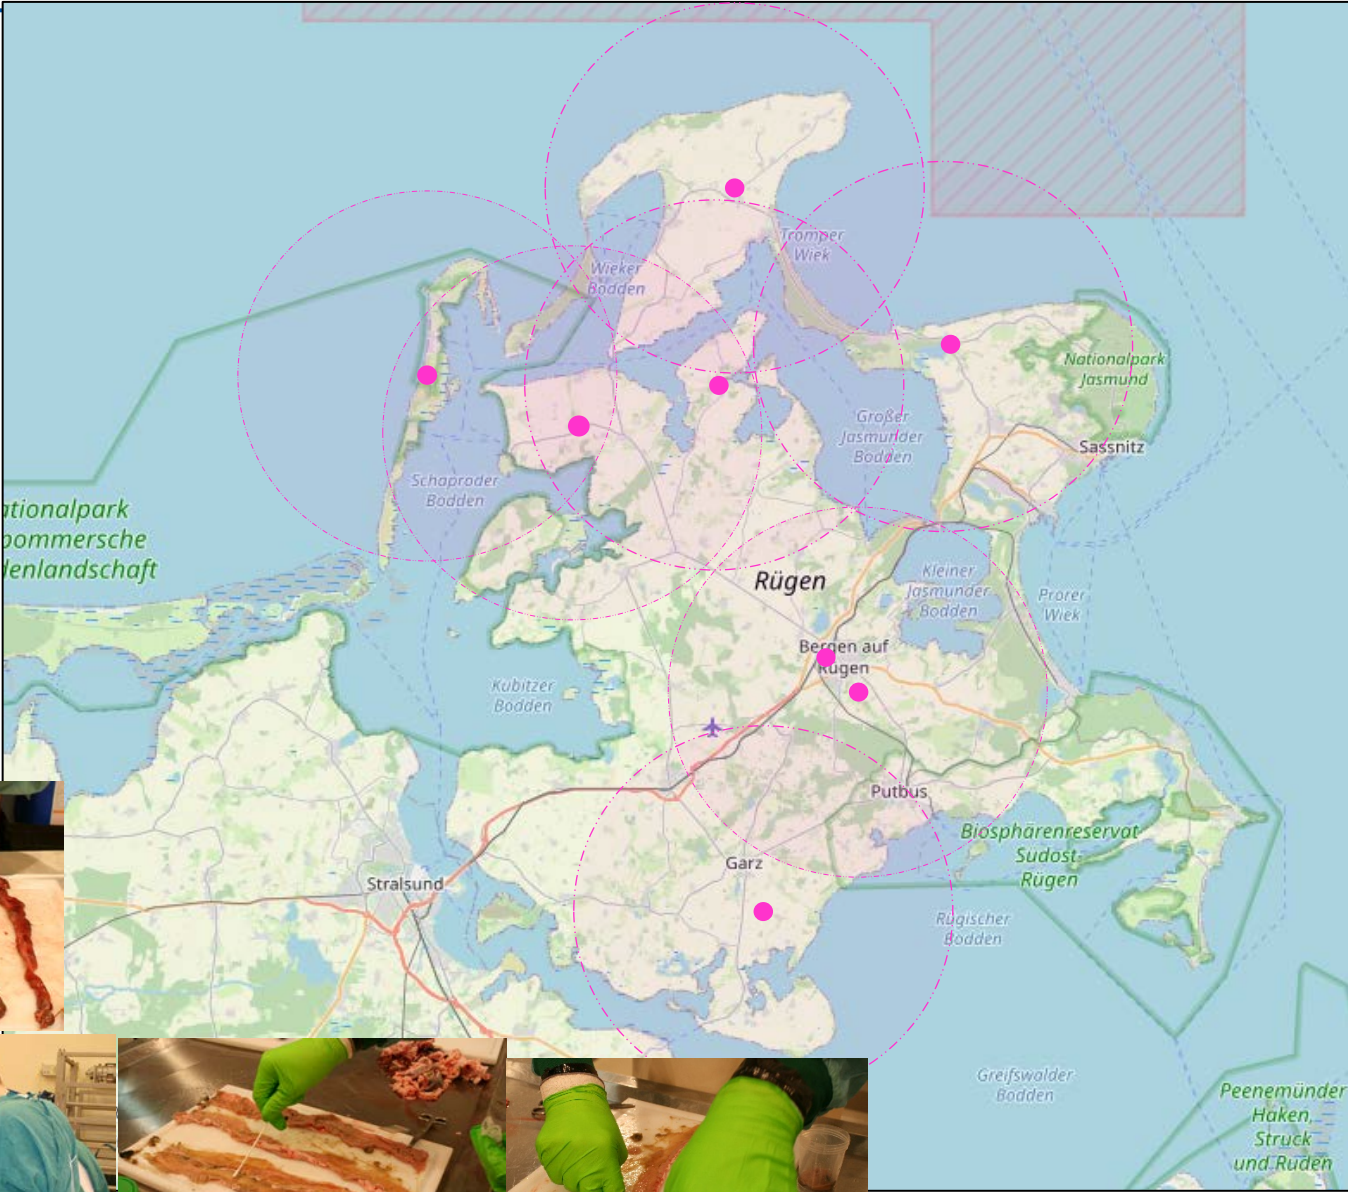 Tromper
Wiek
Wieker
Bodden
Nationalpark
Jasmund
Großer
Jasmunder
Bodden
Sassnitz
Schaproder
Bodden
ationalpark
pommersche
denlandschaft
Rügen
Kleiner
Jasmunder
Bodden
Prorer
Wiek
Bergen auf
Rügen
Kubitzer
Bodden
Putbus
Biosphärenreservat
Südost-
Rügen
Garz
Stralsund
Rügischer
Bodden
Greifswalder
Bodden
Peenemünder
Haken,
Struck
und Ruden